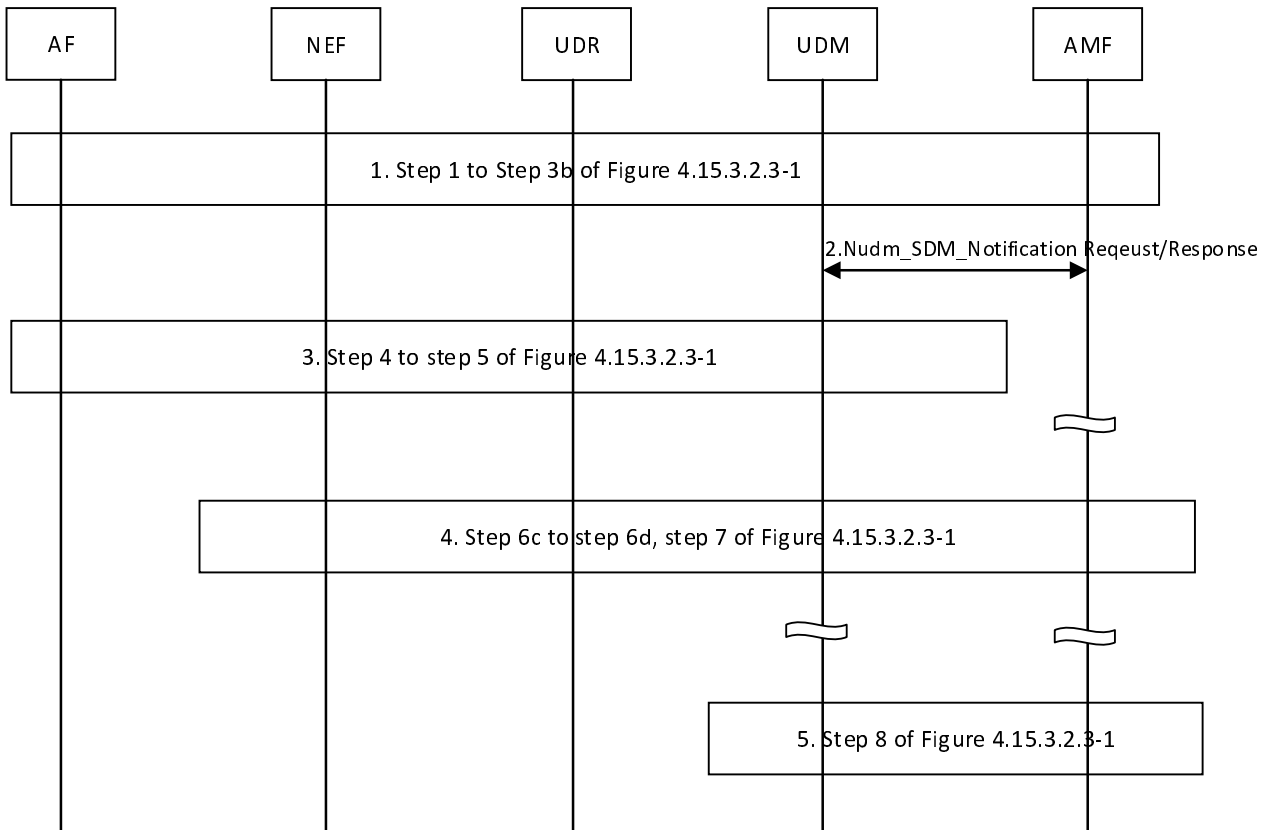 AF
NEF
UDR
UDM
AMF
1. Step 1 to Step 3b of Figure 4.15.3.2.3-1
2.Nudm_SDM_Notification Reqeust/Response
3. Step 4 to step 5 of Figure 4.15.3.2.3-1
4. Step 6c to step 6d, step 7 of Figure 4.15.3.2.3-1
5. Step 8 of Figure 4.15.3.2.3-1